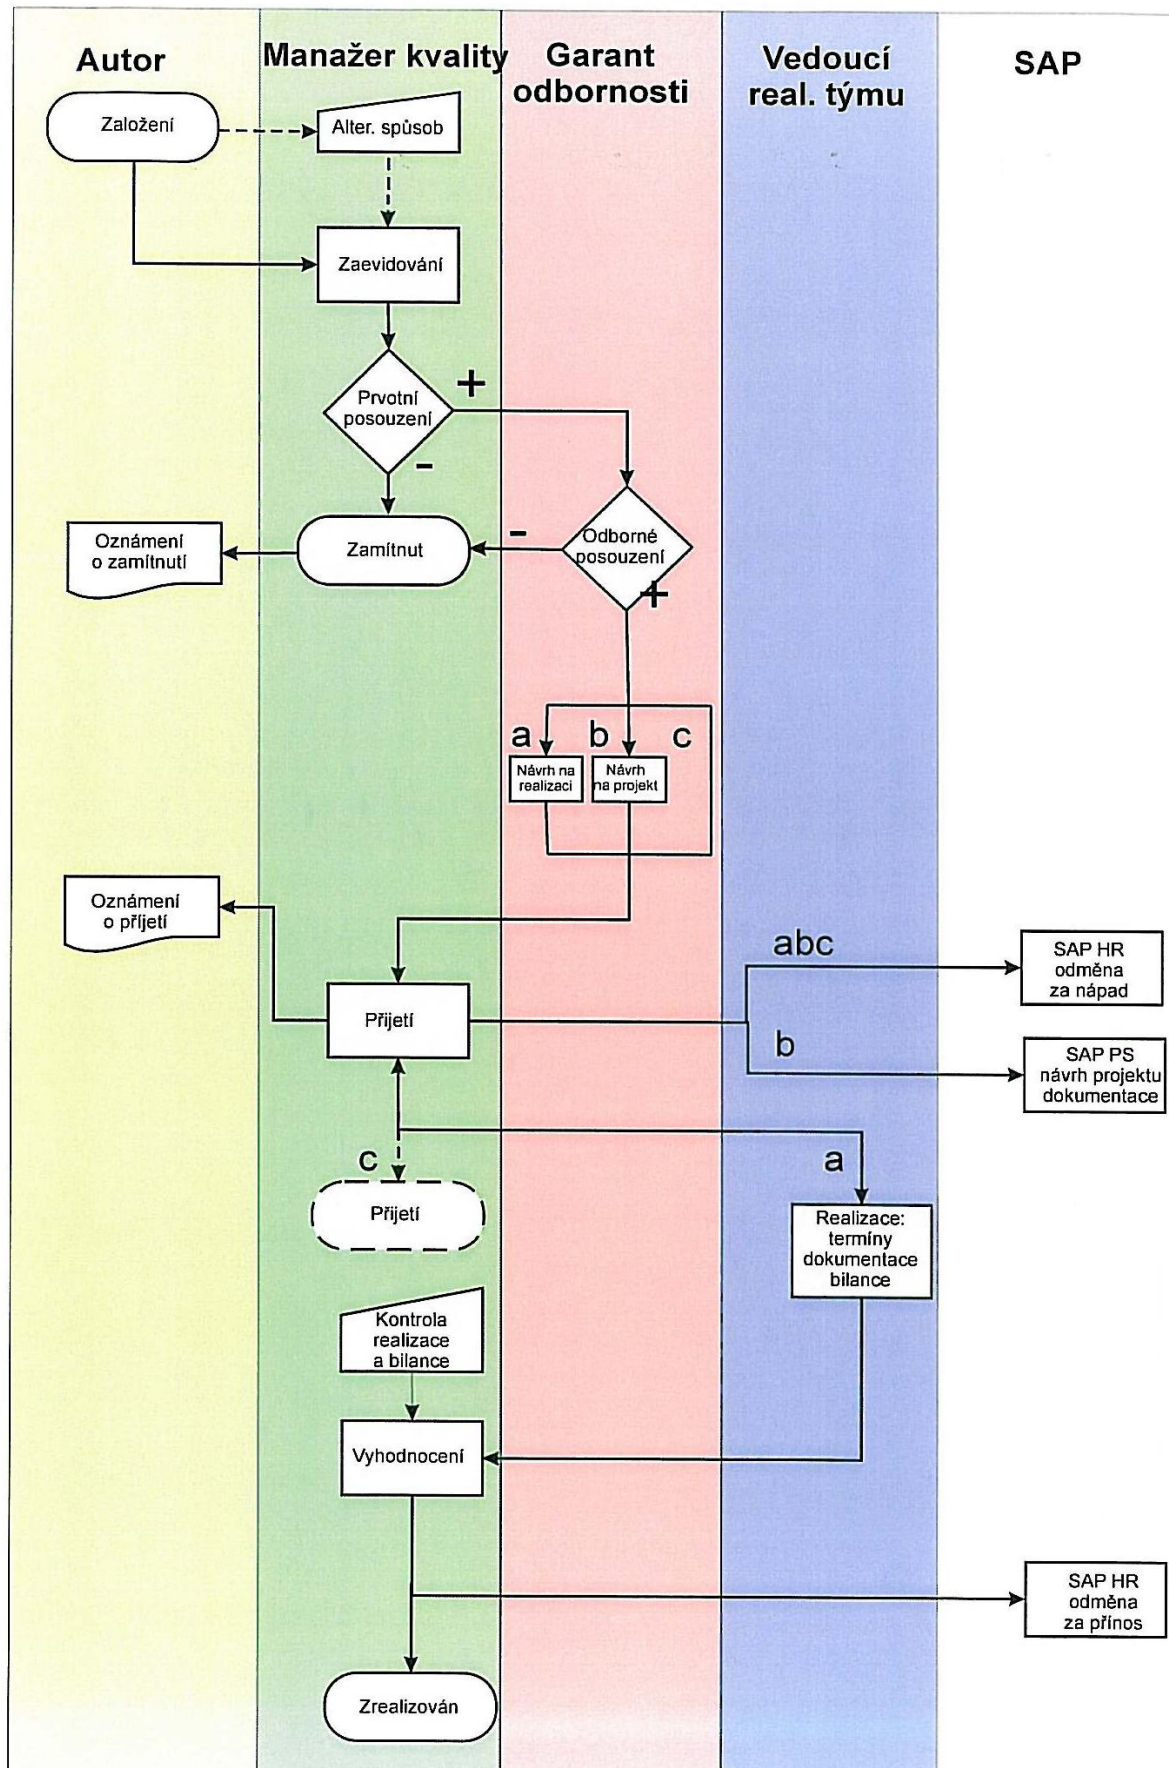 Autor
Manažer kvality
Garant
odbornosti
Vedoucí
real. týmu
SAP
Založení
Alter. spůsob
Zaevidování
+
Prvotní
posouzení
-
Oznámení
o zamítnutí
Zamítnut
-
Odborné
posouzení
+
a
b
c
Návrh na
realizaci
Návrh
na projekt
Oznámení
o příjetí
abc
SAP HR
odměna
za nápad
Přijetí
b
SAP PS
návrh projektu
dokumentace
c
a
Přijetí
Realizace:
termíny
dokumentace
bilance
Kontrola
realizace
a bilance
Vyhodnocení
SAP HR
odměna
za přínos
Zrealizován